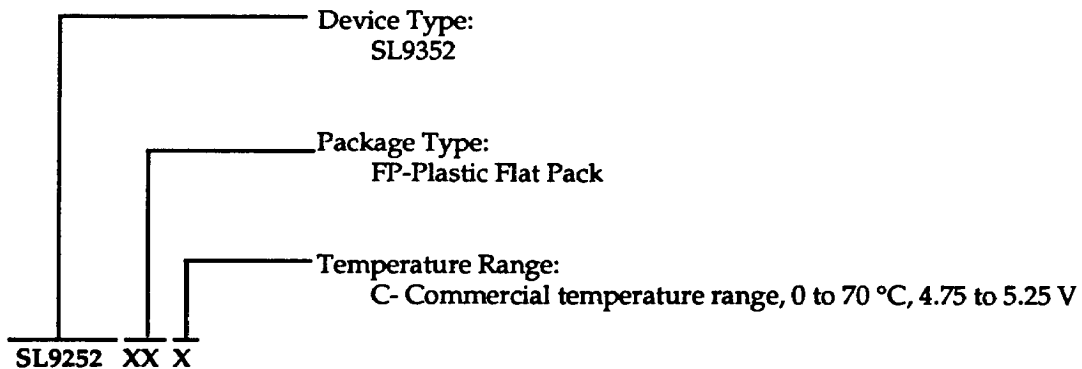 Device Type:
SL9352
Package Type:
FP-Plastic Flat Pack
Temperature Range:
C- Commercial temperature range, 0 to 70 °C, 4.75 to 5.25 V
SL9252 XX X